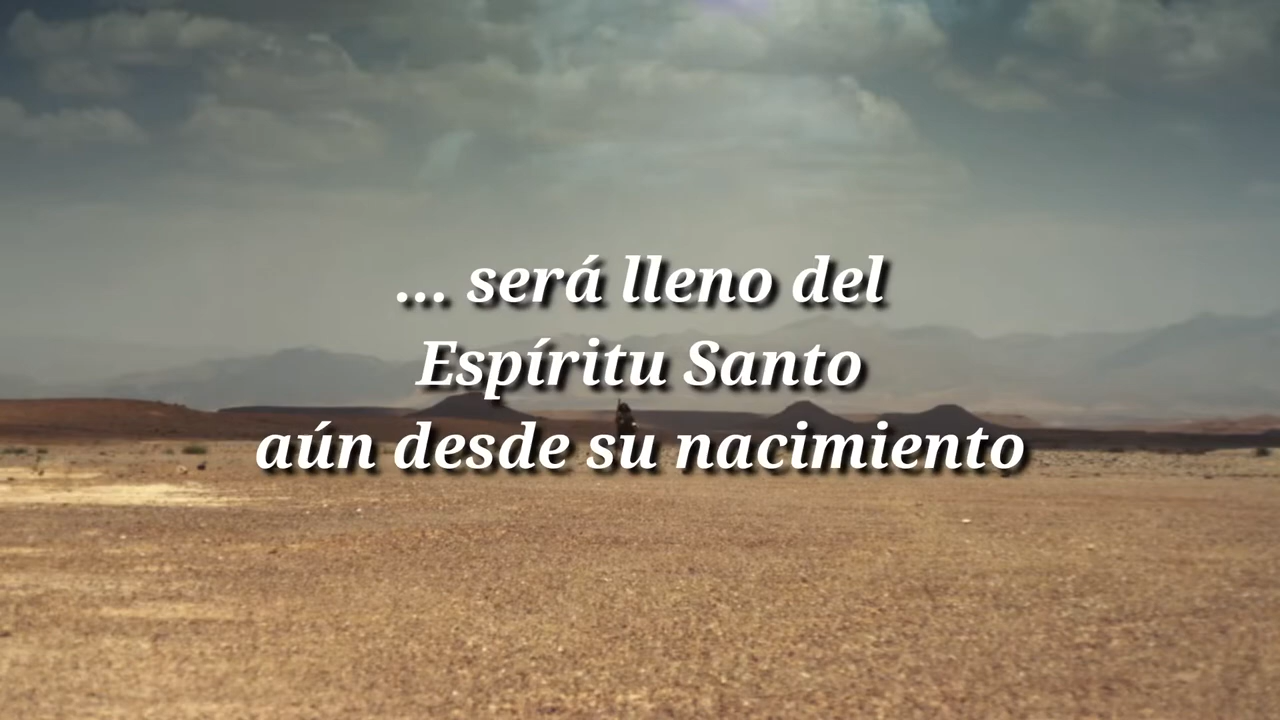 ... será lleno del
Espíritu Santo
aún desde su nacimiento